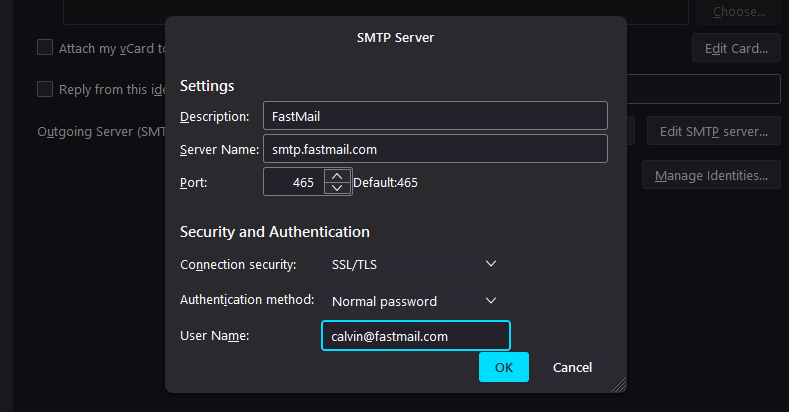 Choose...
SMTP Server
Attach my vCard to
Edit Card...
Settings
Reply from this ide
Description: FastMail
Outgoing Server (SMT
Edit SMTP server...
Server Name: smtp.fastmail.com
Port: 465 Default:465
Manage Identities...
Security and Authentication
Connection security: SSL/TLS
Authentication method: Normal password
User Name: calvin@fastmail.com
OK Cancel